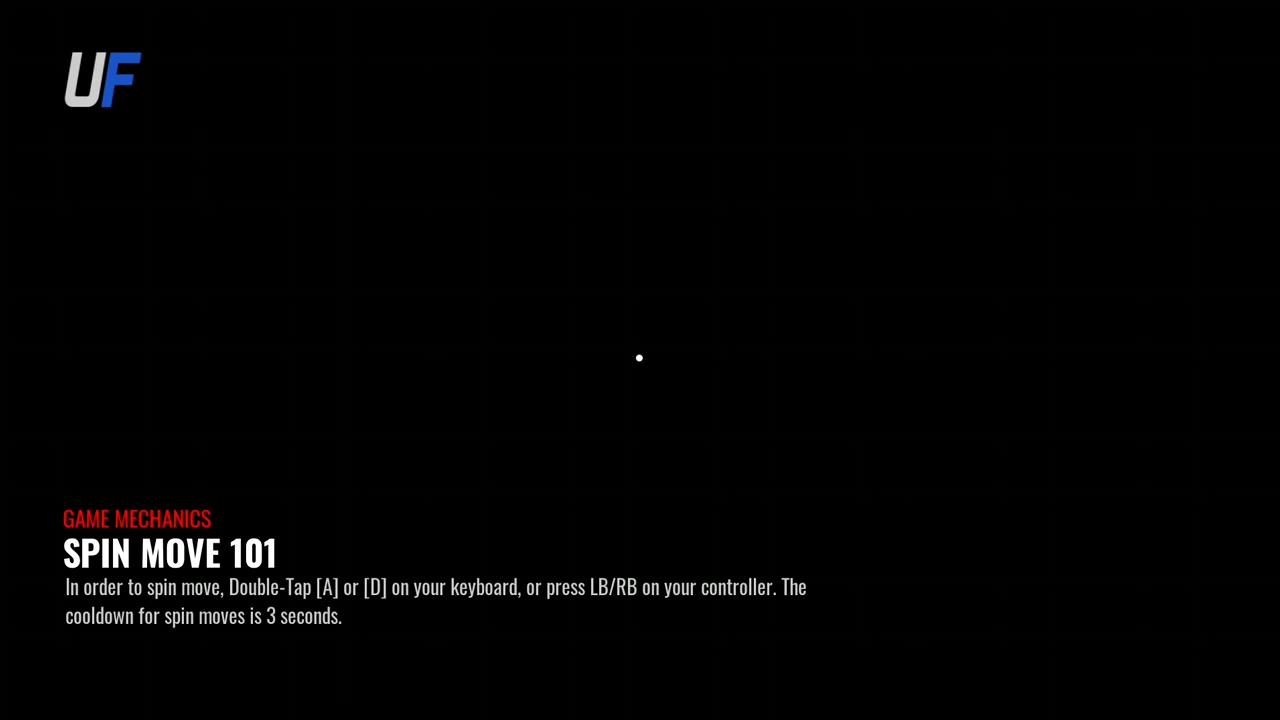 UF
GAME MECHANICS
SPIN MOVE 101
In order to spin move, Double-Tap [A] or [D] on your keyboard, or press LB/RB on your controller. The
cooldown for spin moves is 3 seconds.